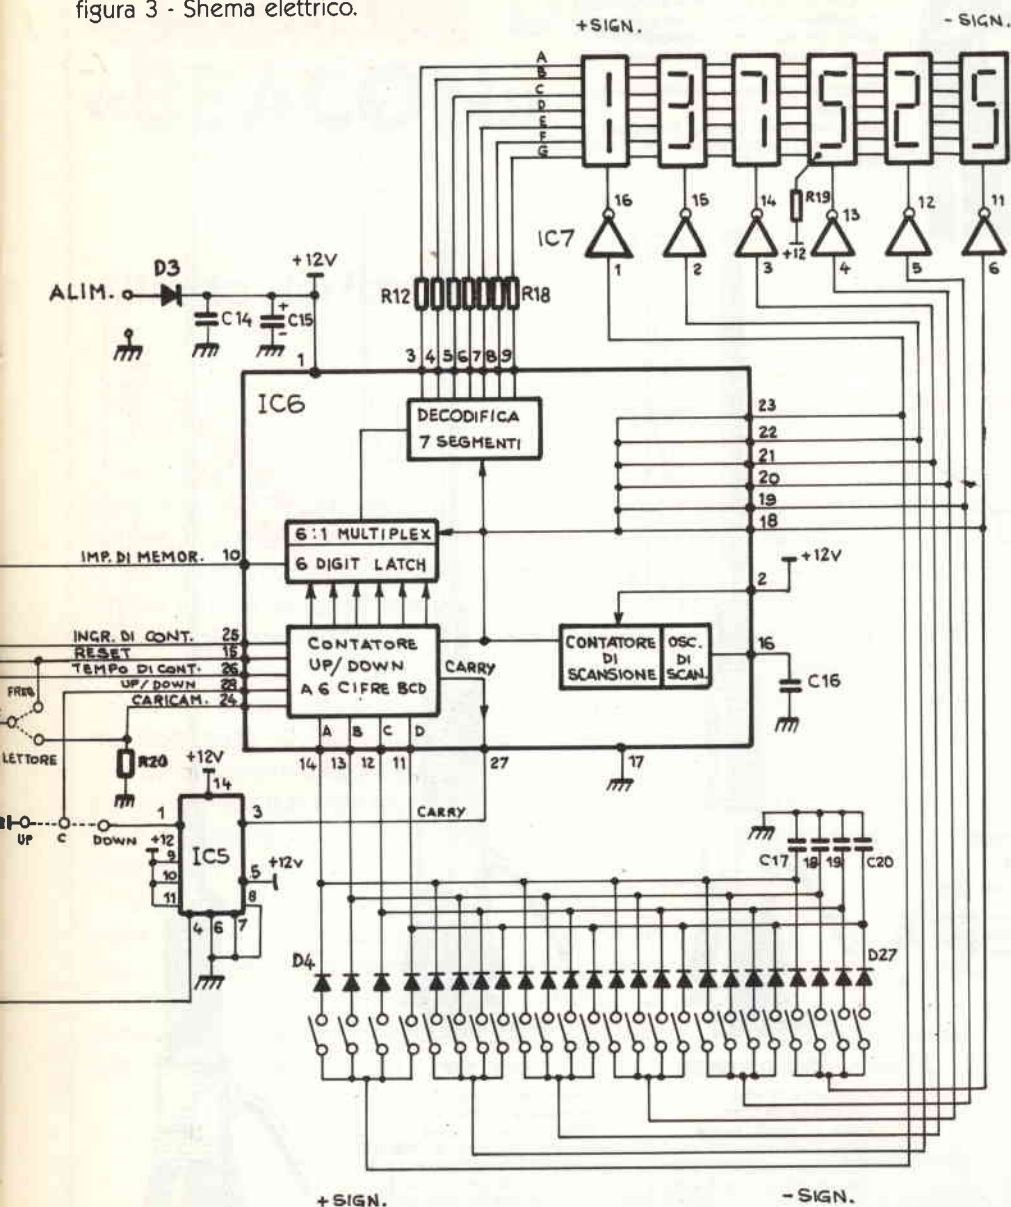 figura 3 - Shema elettrico.
+SIGN.
- SIGN.
A
B
C
D
E
F
G
1 3 7 5 2 5
16 15 14 R19 13 12 11
IC7
+12
1 2 3 4 5 6
D3
+12V
ALIM.
C14
+
C15
-
R12
R18
1
3 4 5 6 7 8 9
IC6
DECODIFICA
7 SEGMENTI
23
22
21
20
19
18
6:1 MULTIPLEX
6 DIGIT LATCH
IMP. DI MEMOR. 10
+12V
2
INGR. DI CONT. 25
RESET 15
TEMPO DI CONT. 26
UP/DOWN 28
CARICAM. 24
CONTATORE
UP/DOWN
A 6 CIFRE BCD
CARRY
CONTATORE
DI
SCANSIONE
OSC.
DI
SCAN.
16
C16
FREQ
LETTORE
A B C D
14 13 12 11 27 17
R20
+12V
14
1
3
CARRY
UP
C
DOWN
+12
9
10
11
IC5
5
+12V
8
4 6 7
C17 18 19 C20
D4
D27
+SIGN.
-SIGN.